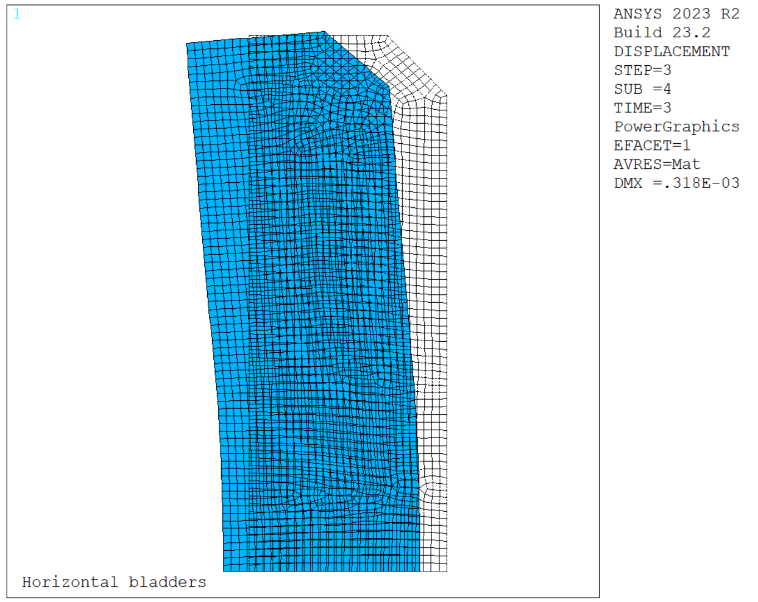 1
ANSYS 2023 R2
Build 23.2
DISPLACEMENT
STEP=3
SUB =4
TIME=3
PowerGraphics
EFACET=1
AVRES=Mat
DMX =.318E-03
Horizontal bladders